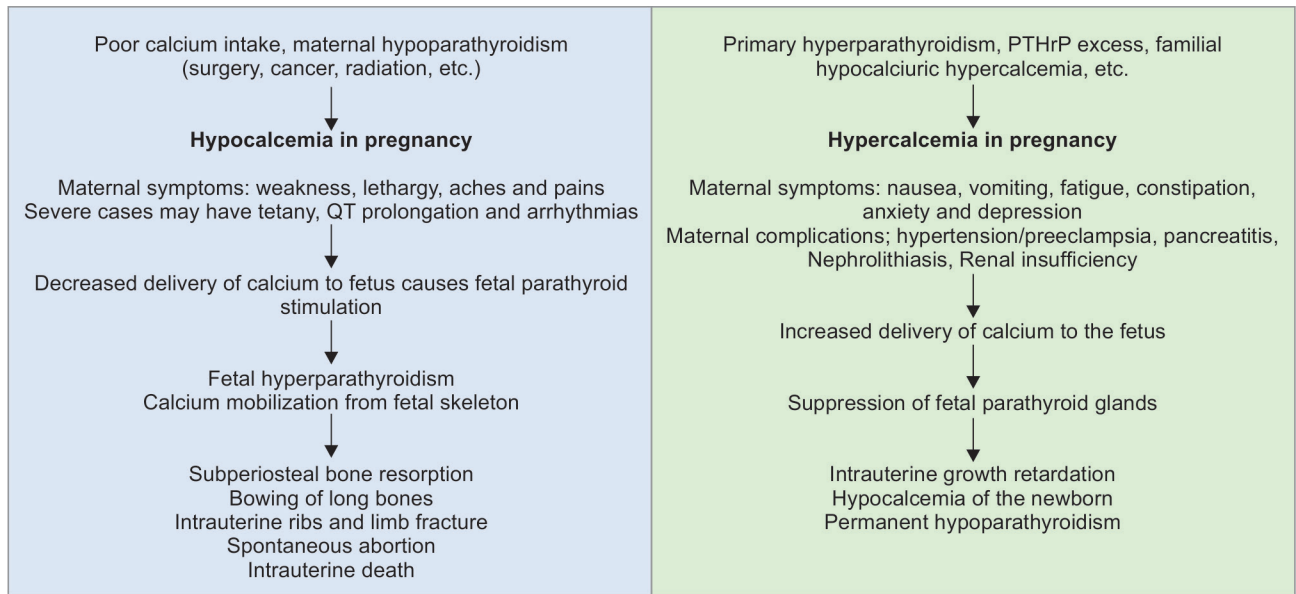 Poor calcium intake, maternal hypoparathyroidism
(surgery, cancer, radiation, etc.)
Hypocalcemia in pregnancy
Maternal symptoms: weakness, lethargy, aches and pains
Severe cases may have tetany, QT prolongation and arrhythmias
Decreased delivery of calcium to fetus causes fetal parathyroid
stimulation
Fetal hyperparathyroidism
Calcium mobilization from fetal skeleton
Subperiosteal bone resorption
Bowing of long bones
Intrauterine ribs and limb fracture
Spontaneous abortion
Intrauterine death
Primary hyperparathyroidism, PTHrP excess, familial
hypocalciuric hypercalcemia, etc.
Hypercalcemia in pregnancy
Maternal symptoms: nausea, vomiting, fatigue, constipation,
anxiety and depression
Maternal complications; hypertension/preeclampsia, pancreatitis,
Nephrolithiasis, Renal insufficiency
Increased delivery of calcium to the fetus
Suppression of fetal parathyroid glands
Intrauterine growth retardation
Hypocalcemia of the newborn
Permanent hypoparathyroidism